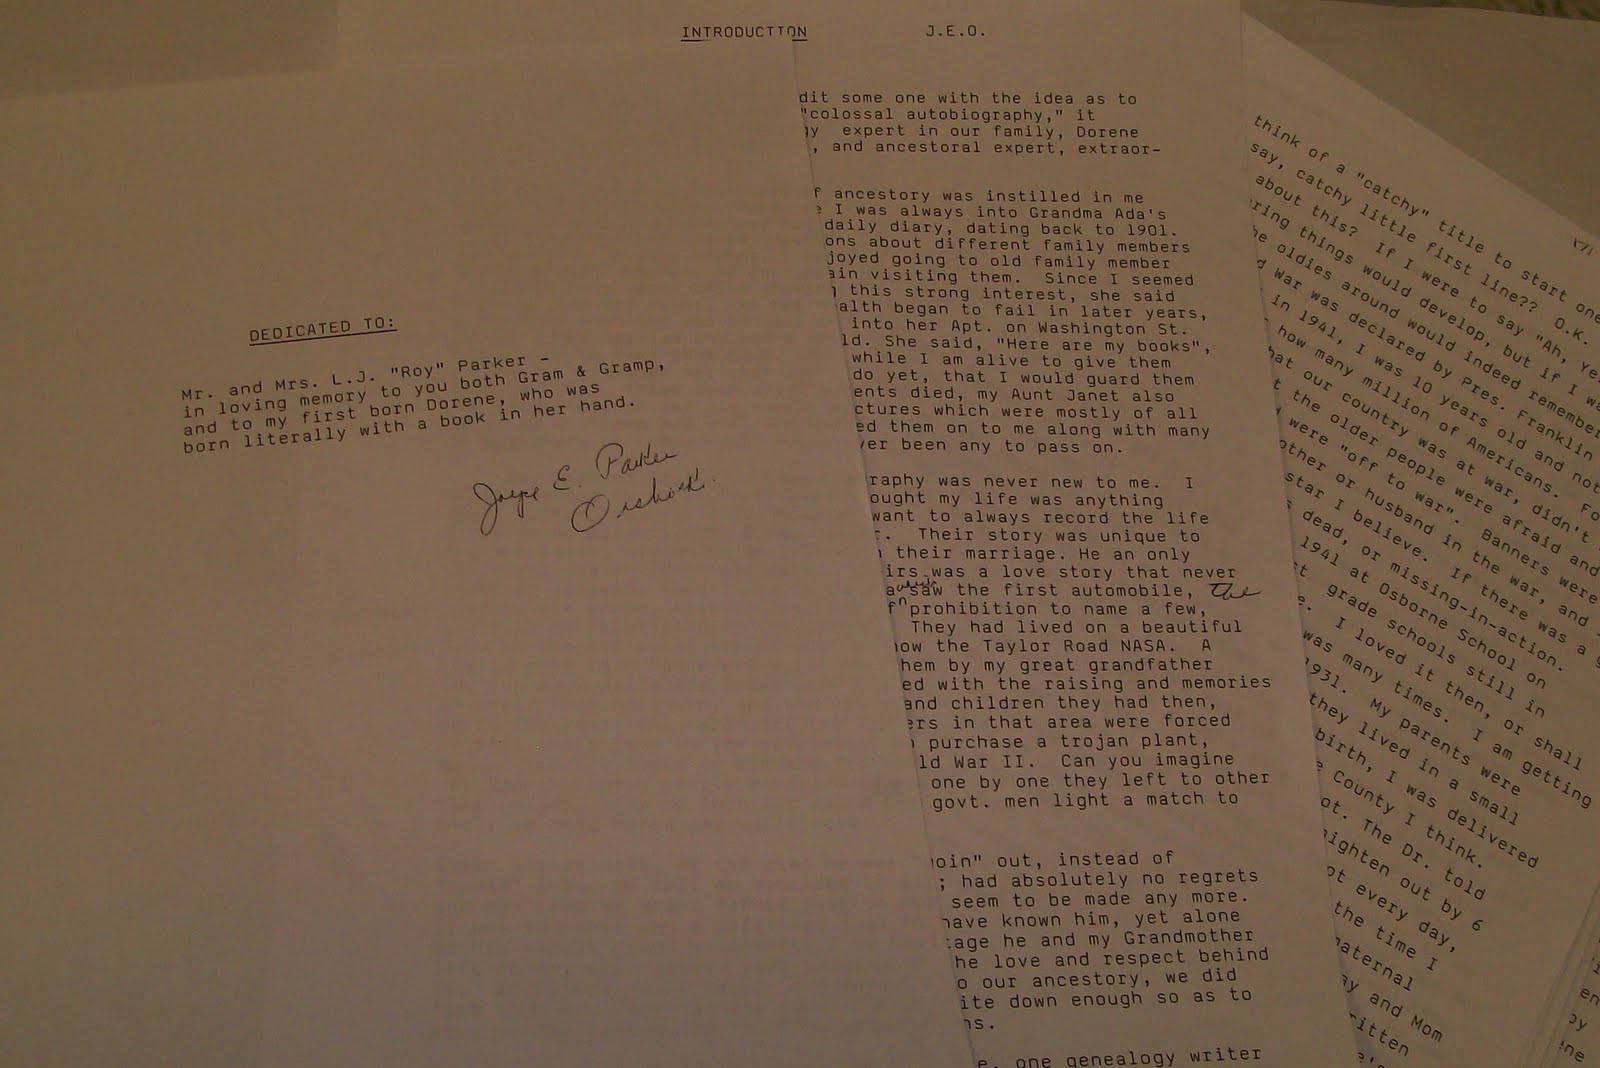 DEDICATED TO:
Mr. and Mrs. L.J. "Roy" Parker -
in loving memory to you both Gram & Gramp,
and to my first born Dorene, who was
born literally with a book in her hand.
Joyce E. Parker
INTRODUCTION J.E.O.
dit some one with the idea as to
"colossal autobiography," it
y expert in our family, Dorene
, and ancestoral expert, extraor-
f ancestory was instilled in me
I was always into Grandma Ada's
daily diary, dating back to 1901.
ons about different family members
joyed going to old family member
ain visiting them. Since I seemed
this strong interest, she said
alth began to fail in later years,
into her Apt. on Washington St.
ld. She said, "Here are my books",
while I am alive to give them
do yet, that I would guard them
ents died, my Aunt Janet also
ctures which were mostly of all
ed them on to me along with many
ver been any to pass on.
raphy was never new to me. I
ought my life was anything
want to always record the life
. Their story was unique to
their marriage. He an only
irs was a love story that never
saw the first automobile, the
f prohibition to name a few,
They had lived on a beautiful
ow the Taylor Road NASA. A
hem by my great grandfather
ed with the raising and memories
and children they had then,
ers in that area were forced
purchase a trojan plant,
ld War II. Can you imagine
one by one they left to other
govt. men light a match to
oin" out, instead of
; had absolutely no regrets
seem to be made any more.
have known him, yet alone
age he and my Grandmother
he love and respect behind
o our ancestory, we did
ite down enough so as to
ns.
e, one genealogy writer
think of a "catchy" title to start one
say, catchy little first line?? O.K.
about this? If I were to say "Ah, Ye
ring things would develop, but if I w
e oldies around would indeed remember
d War was declared by Pres. Franklin
in 1941, I was 10 years old and not
how many million of Americans. Fo
at our country was at war, didn't
t the older people were afraid and
were "off to war". Banners were
other or husband in the war, and
star I believe. If there was a g
s dead, or missing-in-action.
1941 at Osborne School on
t grade schools still in
e. I loved it then, or shall
was many times. I am getting
931. My parents were
they lived in a small
birth, I was delivered
e County I think.
ot. The Dr. told
aighten out by 6
ot every day,
the time I
maternal
ay and Mom
ritten
e's